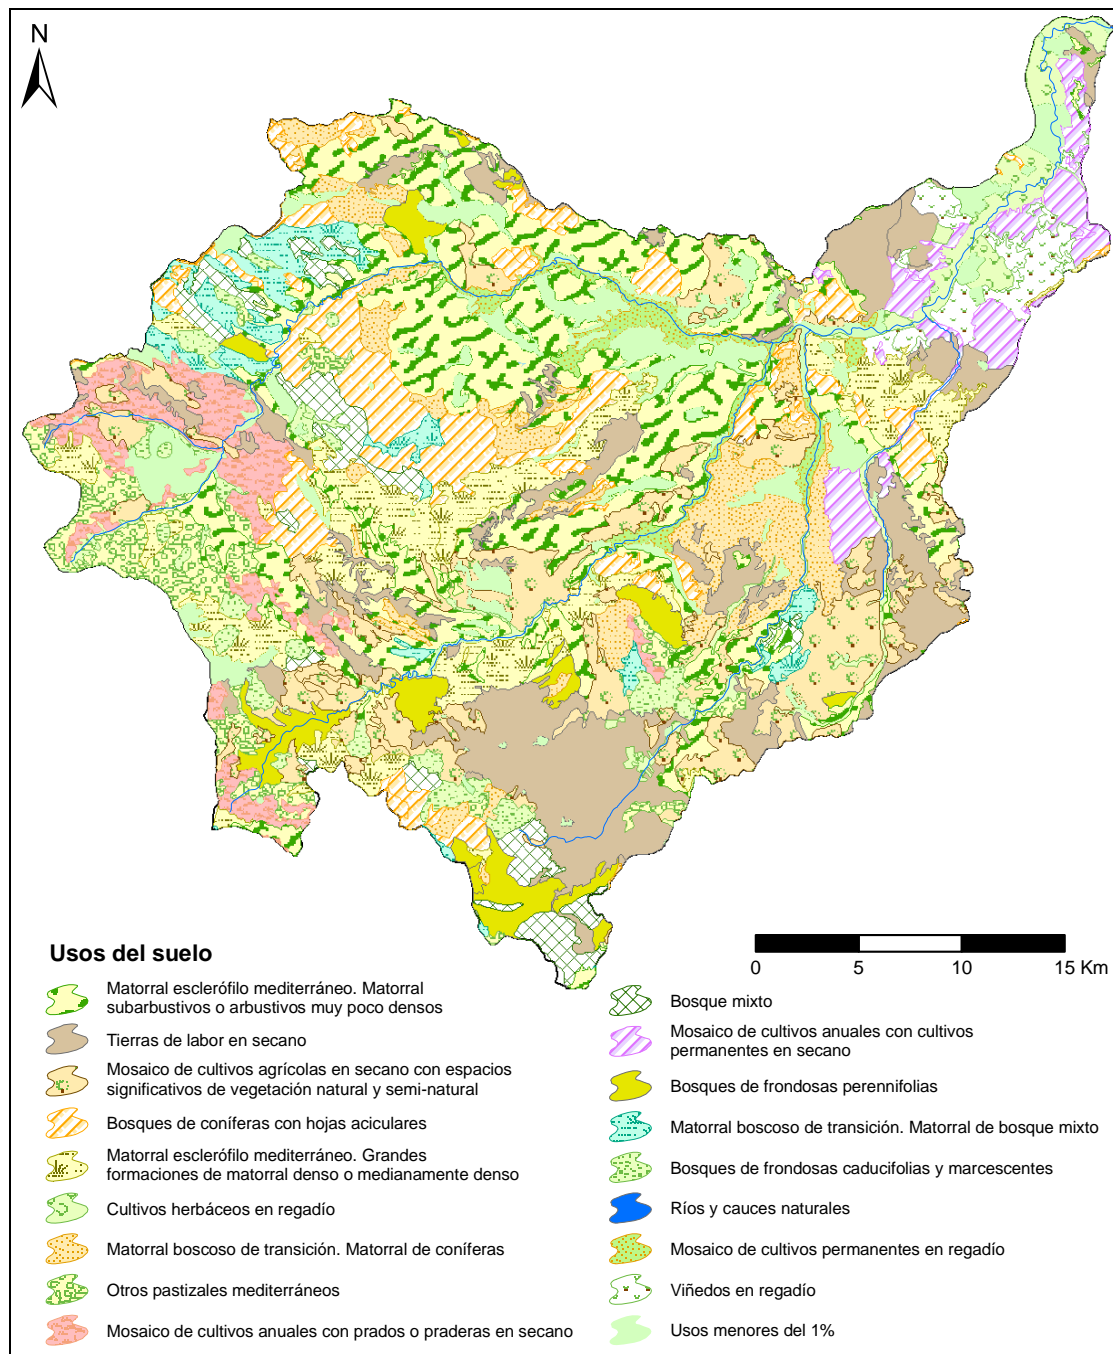 N
Usos del suelo
0 5 10 15 Km
Matorral esclerófilo mediterráneo. Matorral
subarbustivos o arbustivos muy poco densos
Tierras de labor en secano
Mosaico de cultivos agrícolas en secano con espacios
significativos de vegetación natural y semi-natural
Bosques de coníferas con hojas aciculares
Matorral esclerófilo mediterráneo. Grandes
formaciones de matorral denso o medianamente denso
Cultivos herbáceos en regadío
Matorral boscoso de transición. Matorral de coníferas
Otros pastizales mediterráneos
Mosaico de cultivos anuales con prados o praderas en secano
Bosque mixto
Mosaico de cultivos anuales con cultivos
permanentes en secano
Bosques de frondosas perennifolias
Matorral boscoso de transición. Matorral de bosque mixto
Bosques de frondosas caducifolias y marcescentes
Ríos y cauces naturales
Mosaico de cultivos permanentes en regadío
Viñedos en regadío
Usos menores del 1%